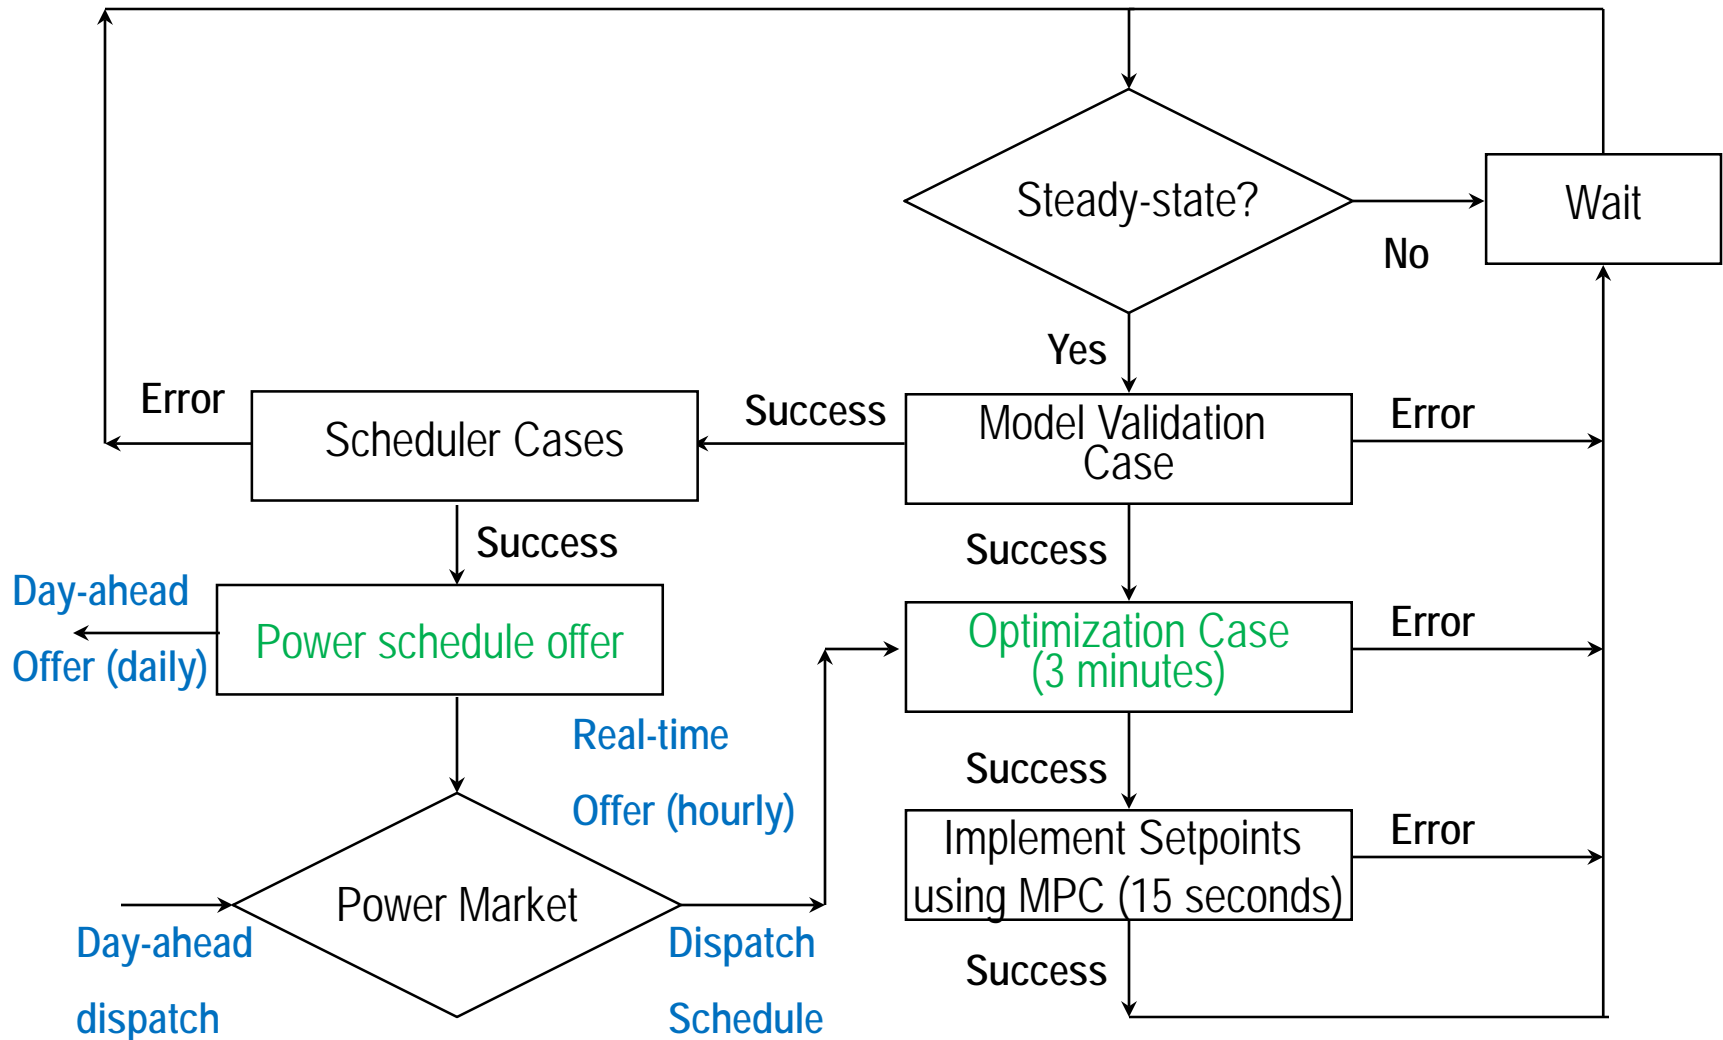 Steady-state?
Wait
No
Yes
Error
Scheduler Cases
Success
Model Validation
Case
Error
Success
Success
Day-ahead
Offer (daily)
Power schedule offer
Optimization Case
(3 minutes)
Error
Real-time
Offer (hourly)
Success
Implement Setpoints
using MPC (15 seconds)
Error
Power Market
Day-ahead
dispatch
Dispatch
Schedule
Success